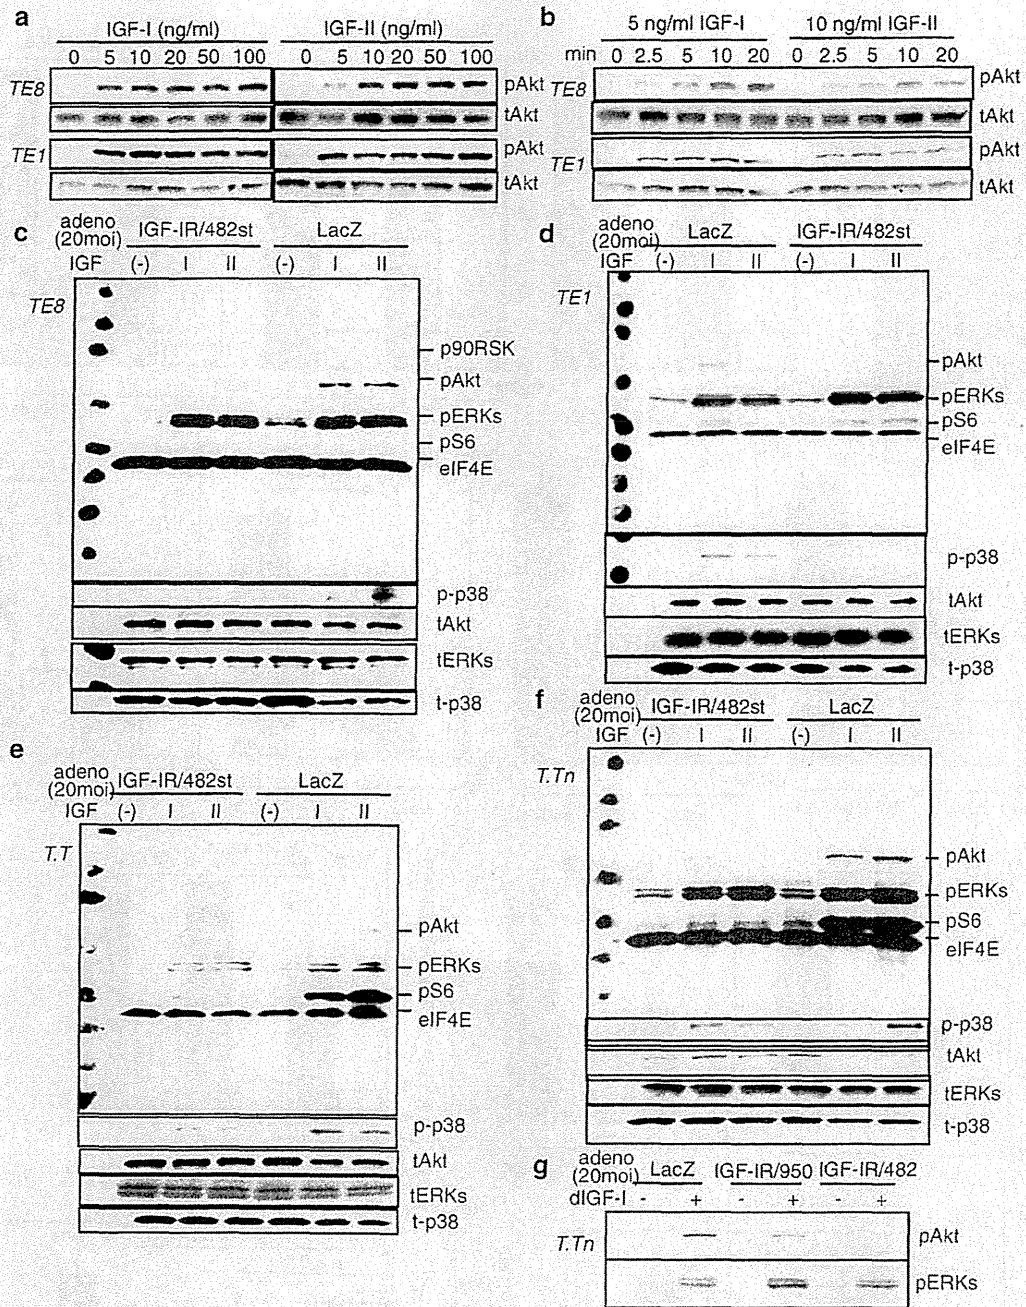 a
IGF-I (ng/ml)
IGF-II (ng/ml)
0 5 10 20 50 100
0 5 10 20 50 100
TE8
pAkt
tAkt
TE1
pAkt
tAkt
b
5 ng/ml IGF-I
10 ng/ml IGF-II
min 0 2.5 5 10 20 0 2.5 5 10 20
TE8
pAkt
tAkt
TE1
pAkt
tAkt
c
adeno
(20moi)
IGF-IR/482st
LacZ
IGF (-) I II (-) I II
TE8
p90RSK
pAkt
pERKs
pS6
eIF4E
p-p38
tAkt
tERKs
t-p38
d
adeno
(20moi)
LacZ
IGF-IR/482st
IGF (-) I II (-) I II
TE1
pAkt
pERKs
pS6
eIF4E
p-p38
tAkt
tERKs
t-p38
e
adeno
(20moi)
IGF-IR/482st
LacZ
IGF (-) I II (-) I II
T.T
pAkt
pERKs
pS6
eIF4E
p-p38
tAkt
tERKs
t-p38
f
adeno
(20moi)
IGF-IR/482st
LacZ
IGF (-) I II (-) I II
T.Tn
pAkt
pERKs
pS6
eIF4E
p-p38
tAkt
tERKs
t-p38
g
adeno
(20moi)
LacZ
IGF-IR/950
IGF-IR/482
dIGF-I - + - + - +
T.Tn
pAkt
pERKs